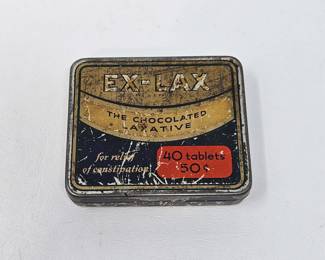 EX-LAX
THE CHOCOLATED
LAXATIVE
for relief
of constipation
40 tablets
50¢